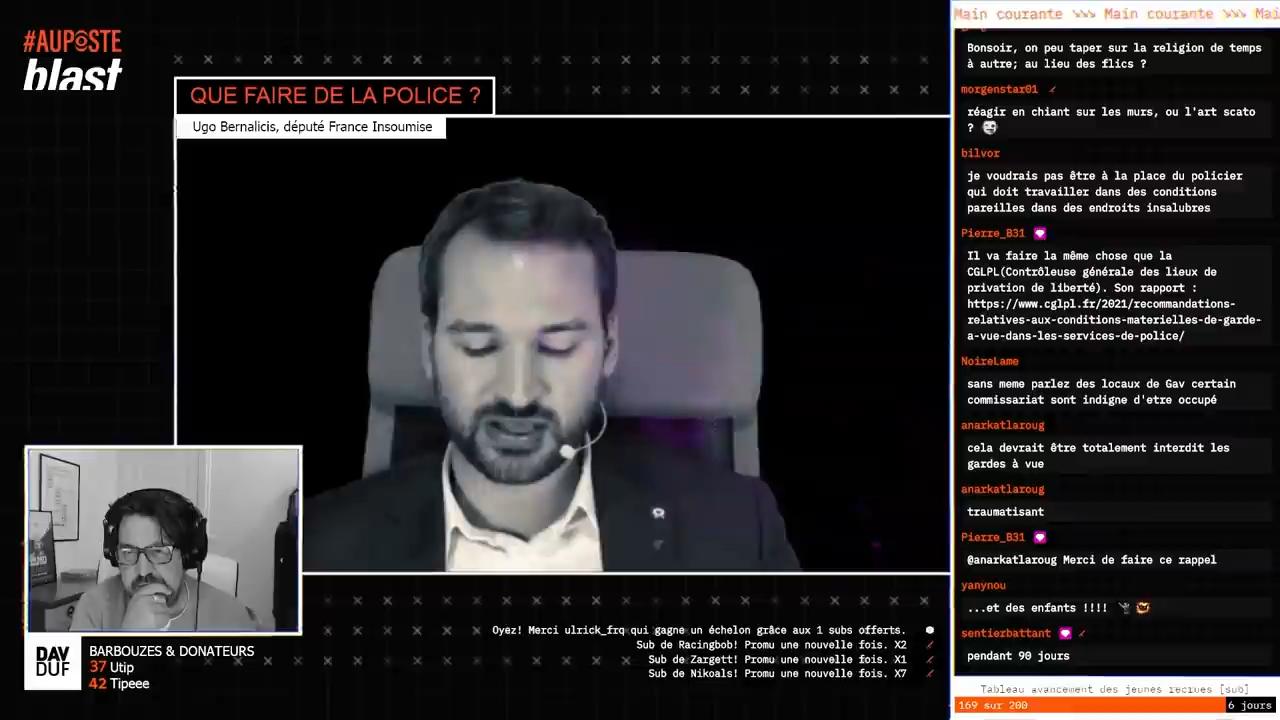 #AUPOSTE
blast
QUE FAIRE DE LA POLICE ?
Ugo Bernalicis, député France Insoumise
Main courante >>> Main courante >>> Mai
Bonsoir, on peu taper sur la religion de temps
à autre; au lieu des flics ?
morgenstar01
réagir en chiant sur les murs, ou l'art scato
?
bilvor
je voudrais pas être à la place du policier
qui doit travailler dans des conditions
pareilles dans des endroits insalubres
Pierre_B31
Il va faire la même chose que la
CGLPL(Contrôleuse générale des lieux de
privation de liberté). Son rapport :
https://www.cglpl.fr/2021/recommandations-
relatives-aux-conditions-materielles-de-garde-
a-vue-dans-les-services-de-police/
NoireLame
sans meme parlez des locaux de Gav certain
commissariat sont indigne d'etre occupé
anarkatlaroug
cela devrait être totalement interdit les
gardes à vue
anarkatlaroug
traumatisant
Pierre_B31
@anarkatlaroug Merci de faire ce rappel
yanynou
...et des enfants !!!!
sentierbattant
pendant 90 jours
Tableau avancement des jeunes recrues [sub]
169 sur 200
6 jours
Oyez! Merci ulrick_frq qui gagne un échelon grâce aux 1 subs offerts.
Sub de Racingbob! Promu une nouvelle fois. X2
Sub de Zargett! Promu une nouvelle fois. X1
Sub de Nikoals! Promu une nouvelle fois. X7
DAV
DUF
BARBOUZES & DONATEURS
37 Utip
42 Tipeee